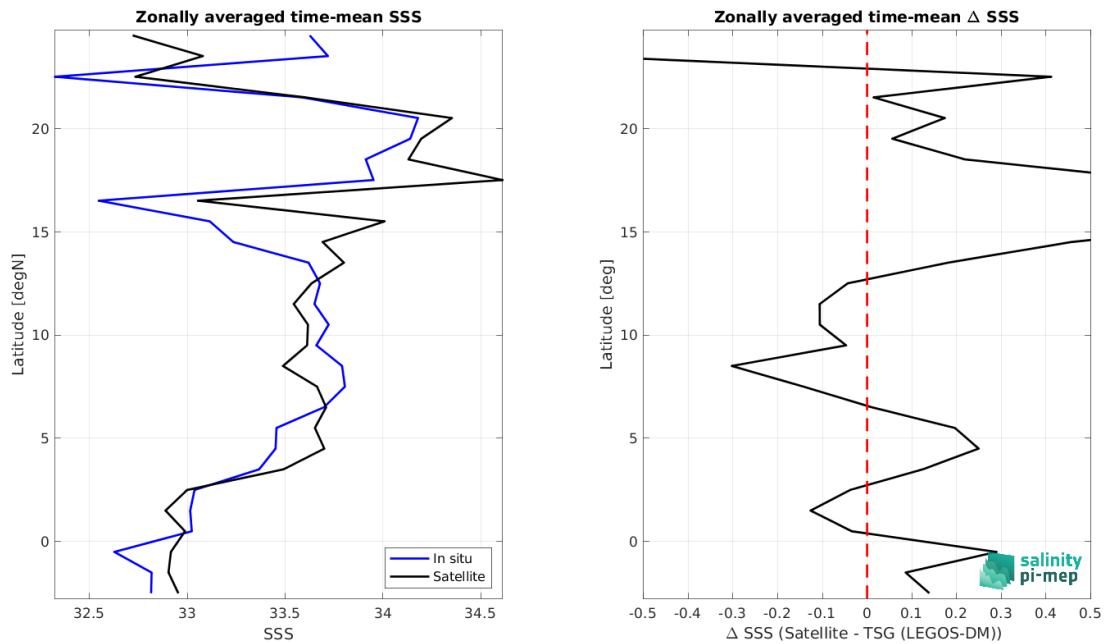 Zonally averaged time-mean SSS
Latitude [degN]
20
15
10
5
0
32.5
33
33.5
34
34.5
SSS
In situ
Satellite
Zonally averaged time-mean Δ SSS
Latitude [deg]
20
15
10
5
0
-0.5
-0.4
-0.3
-0.2
-0.1
0
0.1
0.2
0.3
0.4
0.5
Δ SSS (Satellite - TSG (LEGOS-DM))
salinity
pi-mep